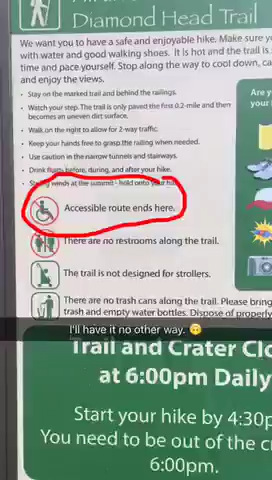 Diamond Head Trail
We want you to have a safe and enjoyable hike. Make sure
with water and good walking shoes. It is hot and the trail is
time and pace yourself. Stop along the way to cool down,
and enjoy the views.
• Stay on the marked trail and behind the railings.
• Watch your step. The trail is only paved the first 0.2-mile and then
becomes an uneven dirt surface.
• Walk on the right to allow for 2-way traffic.
• Keep your hands free to grasp the railing when needed.
• Use caution in the narrow tunnels and stairways.
• Drink fluids before, during, and after your hike.
• Strong winds at the summit - hold onto your
Accessible route ends here.
There are no restrooms along the trail.
The trail is not designed for strollers.
There are no trash cans along the trail. Please bring
trash and empty water bottles. Dispose of properly
I'll have it no other way. 🙃
Trail and Crater
at 6:00pm Daily
Start your hike by 4:30p
You need to be out of the
6:00pm.
Are
your